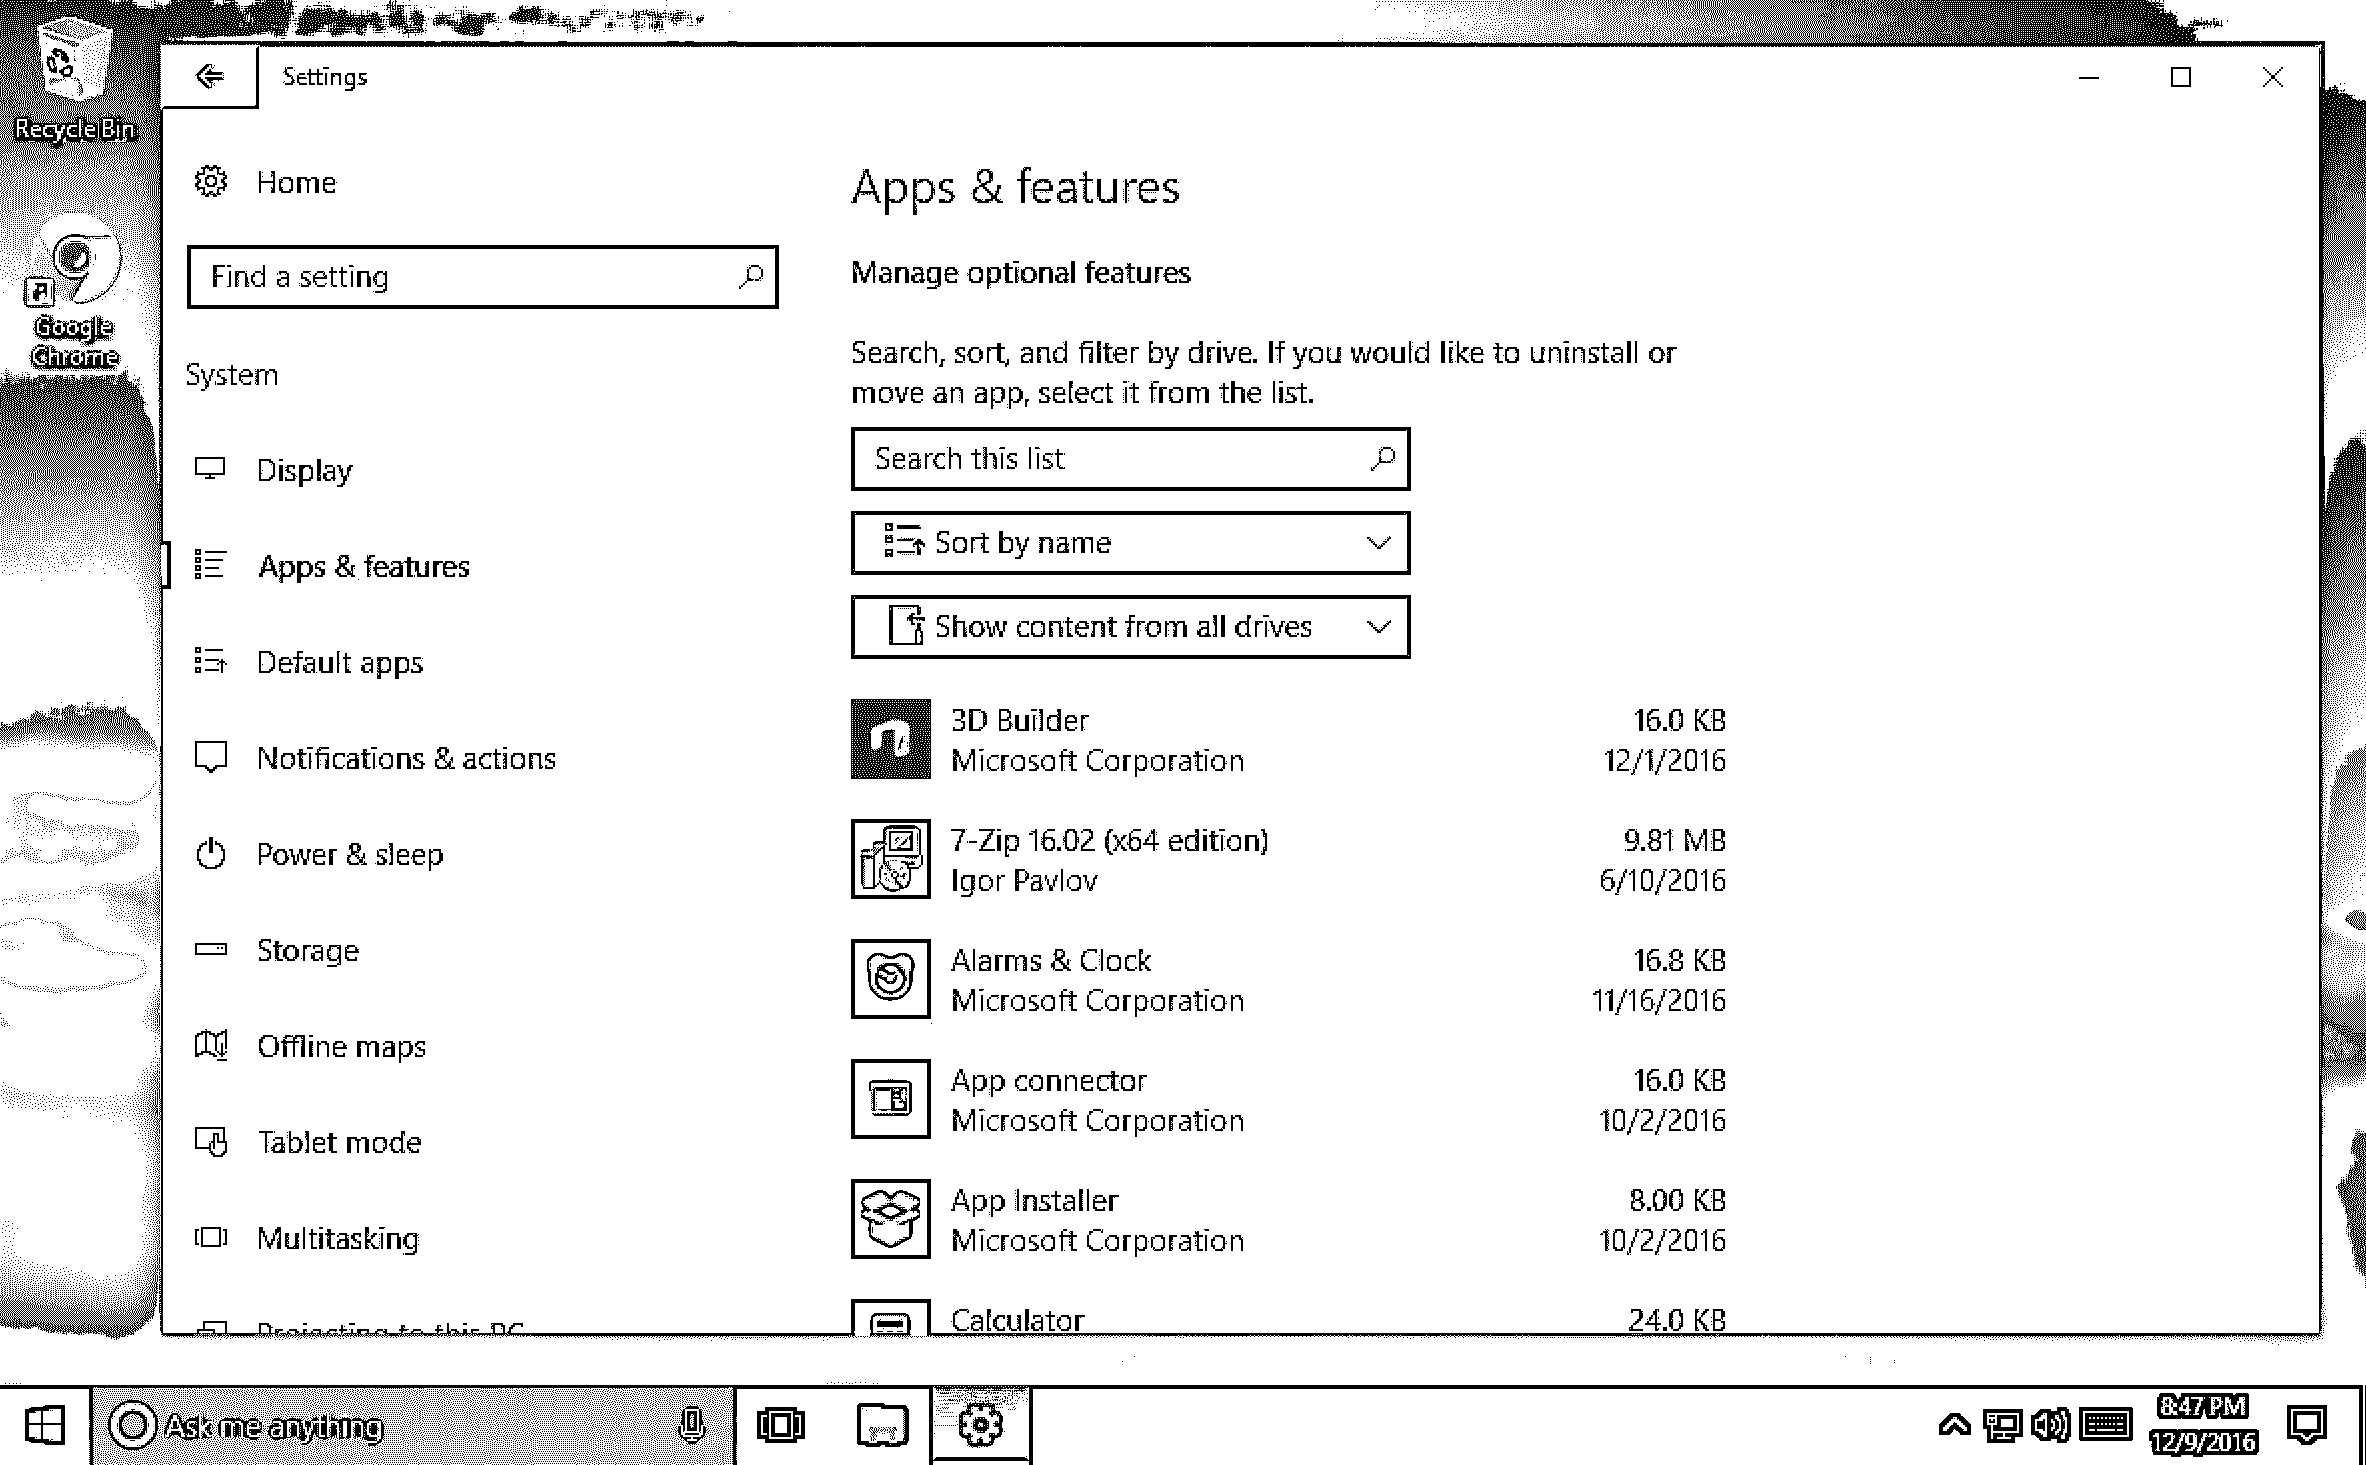 Recycle Bin
Google
Chrome
Settings
Home
Find a setting
System
Display
Apps & features
Default apps
Notifications & actions
Power & sleep
Storage
Offline maps
Tablet mode
Multitasking
Projecting to this PC
Apps & features
Manage optional features
Search, sort, and filter by drive. If you would like to uninstall or
move an app, select it from the list.
Search this list
Sort by name
Show content from all drives
3D Builder 16.0 KB
Microsoft Corporation 12/1/2016
7-Zip 16.02 (x64 edition) 9.81 MB
Igor Pavlov 6/10/2016
Alarms & Clock 16.8 KB
Microsoft Corporation 11/16/2016
App connector 16.0 KB
Microsoft Corporation 10/2/2016
App Installer 8.00 KB
Microsoft Corporation 10/2/2016
Calculator 24.0 KB
Ask me anything
8:47 PM
12/9/2016